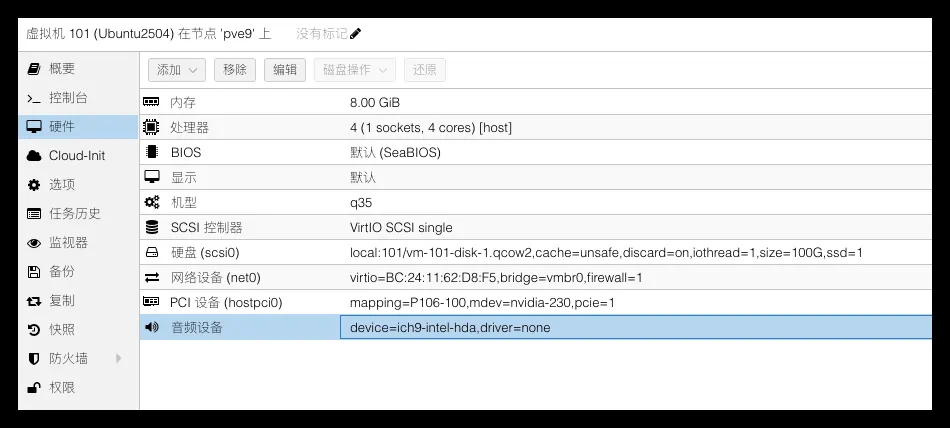 虚拟机 101 (Ubuntu2504) 在节点 'pve9' 上 没有标记
概要
添加 移除 编辑 磁盘操作 还原
控制台
内存 8.00 GiB
硬件
处理器 4 (1 sockets, 4 cores) [host]
Cloud-Init
BIOS 默认 (SeaBIOS)
选项
显示 默认
任务历史
机型 q35
监视器
SCSI 控制器 VirtIO SCSI single
备份
硬盘 (scsi0) local:101/vm-101-disk-1.qcow2,cache=unsafe,discard=on,iothread=1,size=100G,ssd=1
复制
网络设备 (net0) virtio=BC:24:11:62:D8:F5,bridge=vmbr0,firewall=1
快照
PCI 设备 (hostpci0) mapping=P106-100,mdev=nvidia-230,pcie=1
防火墙
音频设备 device=ich9-intel-hda,driver=none
权限